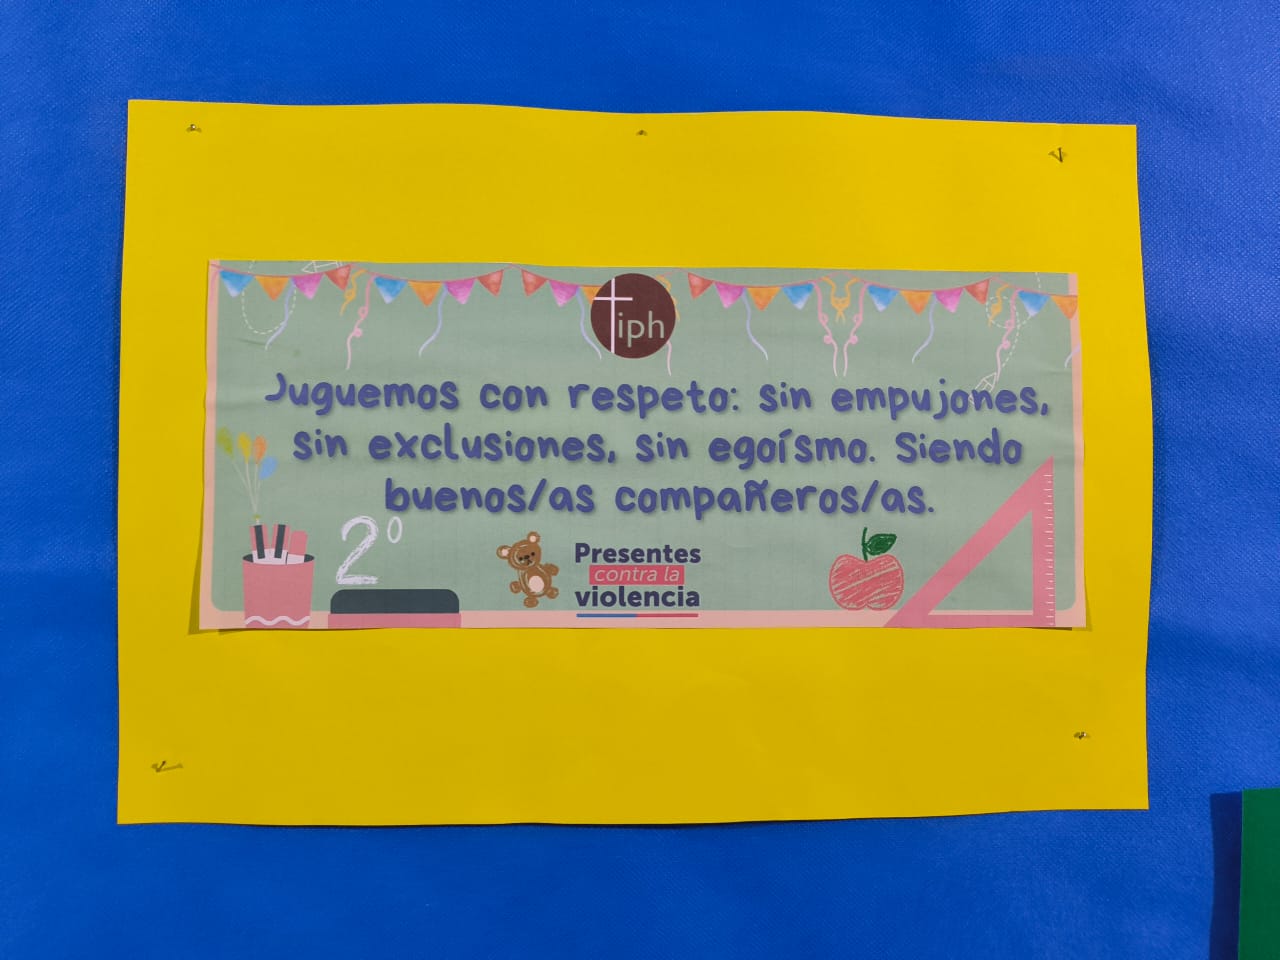 iph
Juguemos con respeto: sin empujones,
sin exclusiones, sin egoísmo. Siendo
buenos/as compañeros/as.
2º
Presentes
contra la
violencia